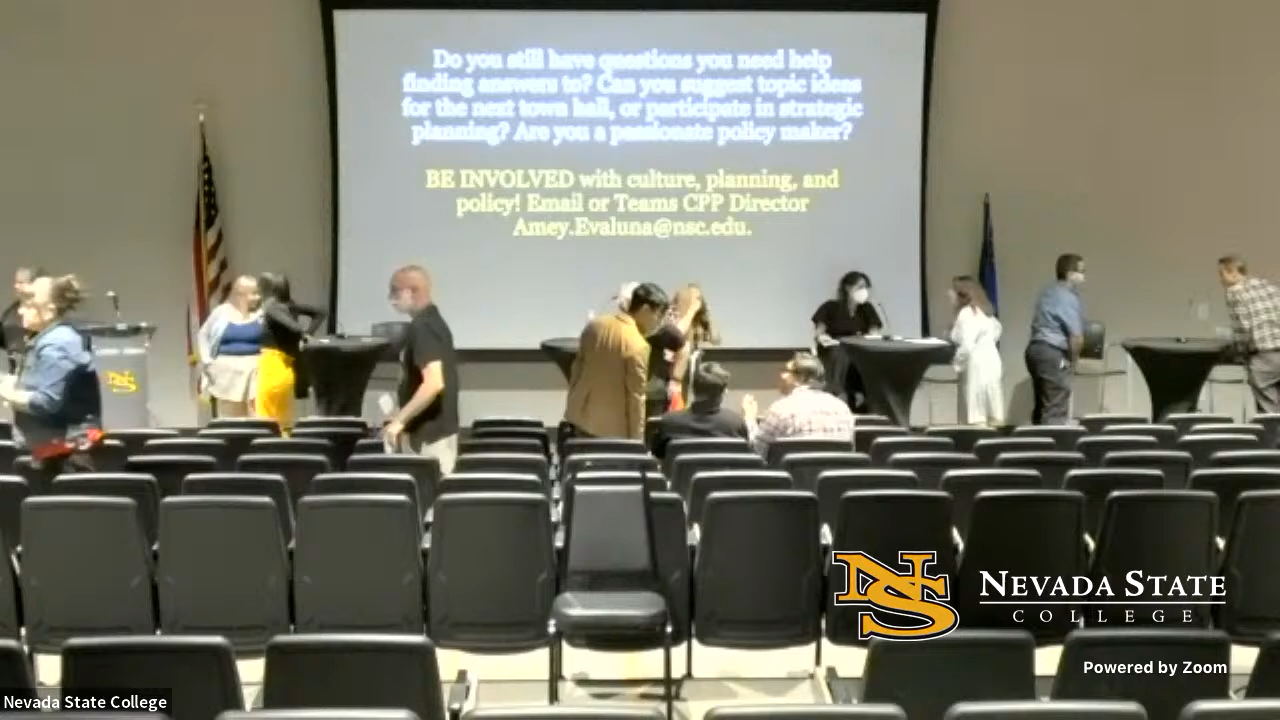 Do you still have questions you need help
finding answers to? Can you suggest topic ideas
for the next town hall, or participate in strategic
planning? Are you a passionate policy maker?
BE INVOLVED with culture, planning, and
policy! Email or Teams CPP Director
Amey.Evaluna@nsc.edu.
NS
NS
NEVADA STATE
COLLEGE
Powered by Zoom
Nevada State College